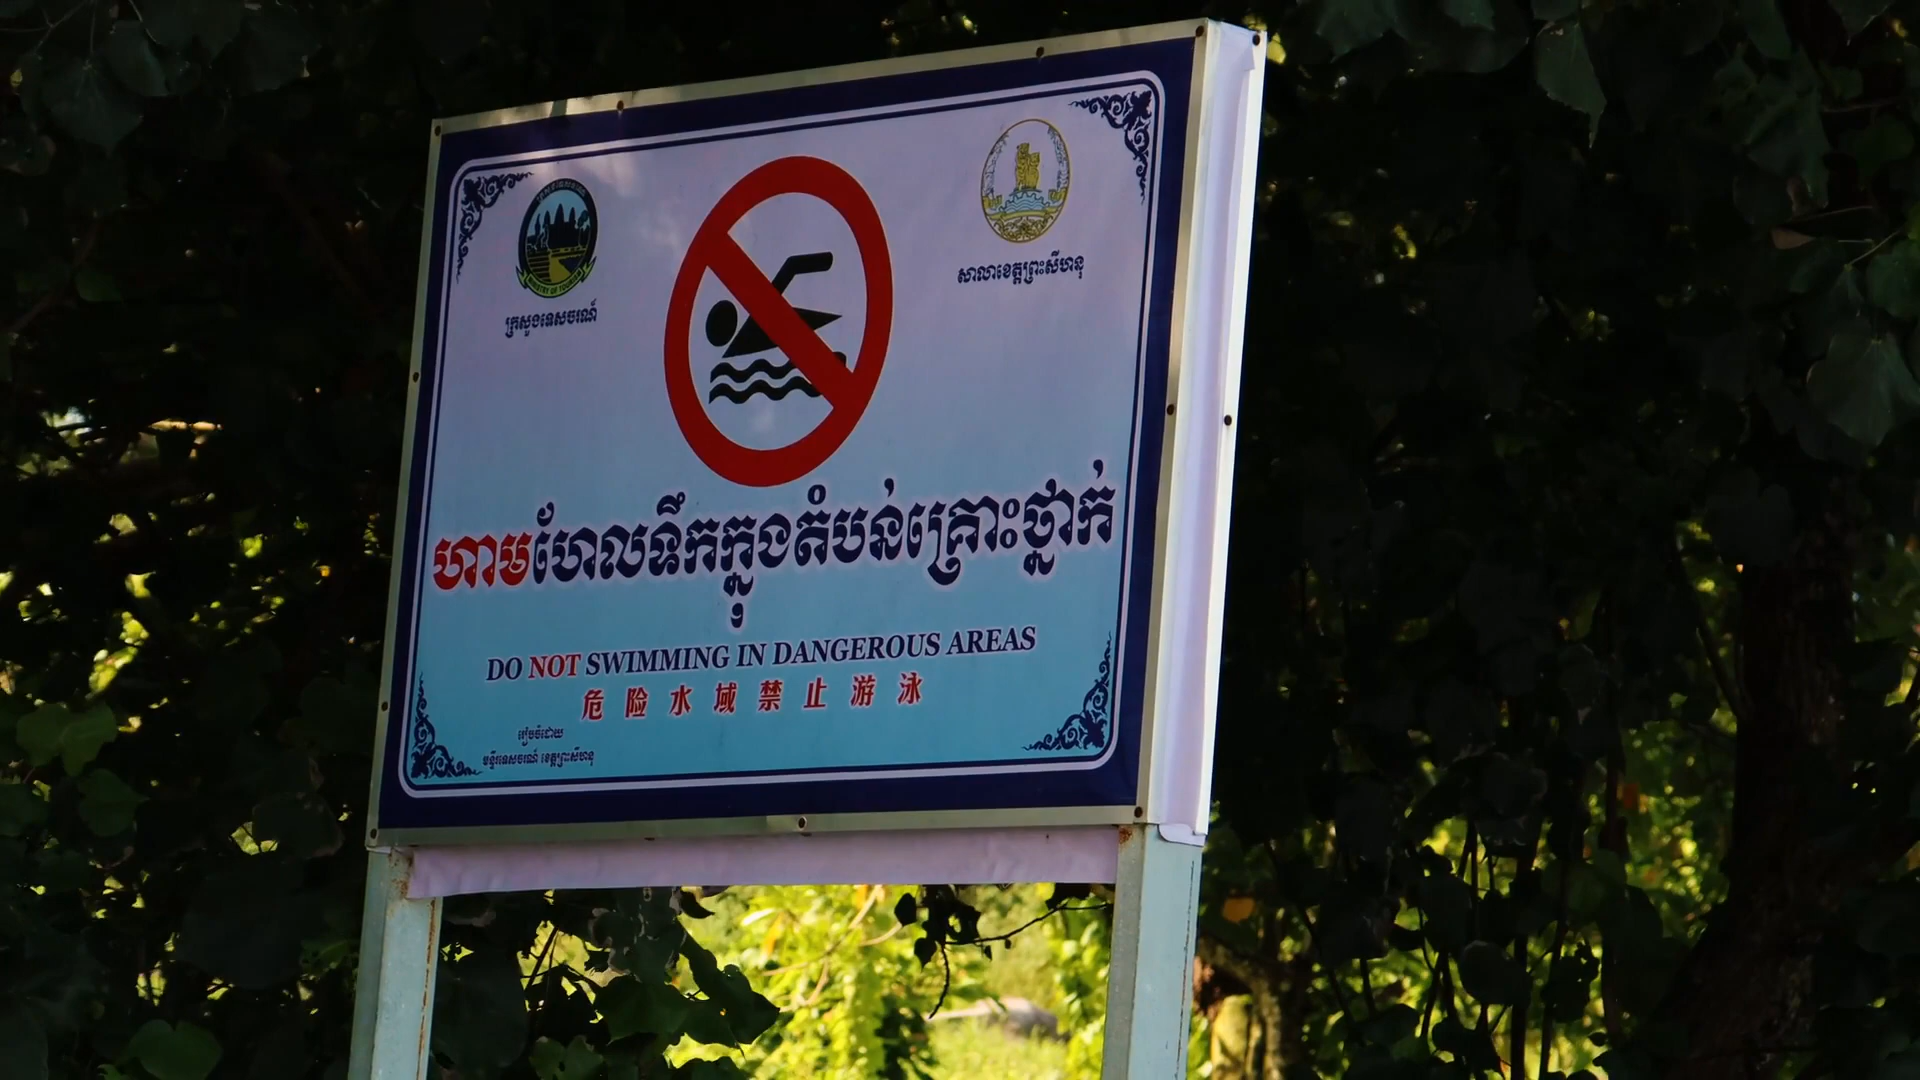 MINISTRY OF TOURISM
ក្រសួងទេសចរណ៍
សាលាខេត្តព្រះសីហនុ
ហាមហែលទឹកក្នុងតំបន់គ្រោះថ្នាក់
DO NOT SWIMMING IN DANGEROUS AREAS
危险水域禁止游泳
រៀបចំដោយ
មន្ទីរទេសចរណ៍ ខេត្តព្រះសីហនុ